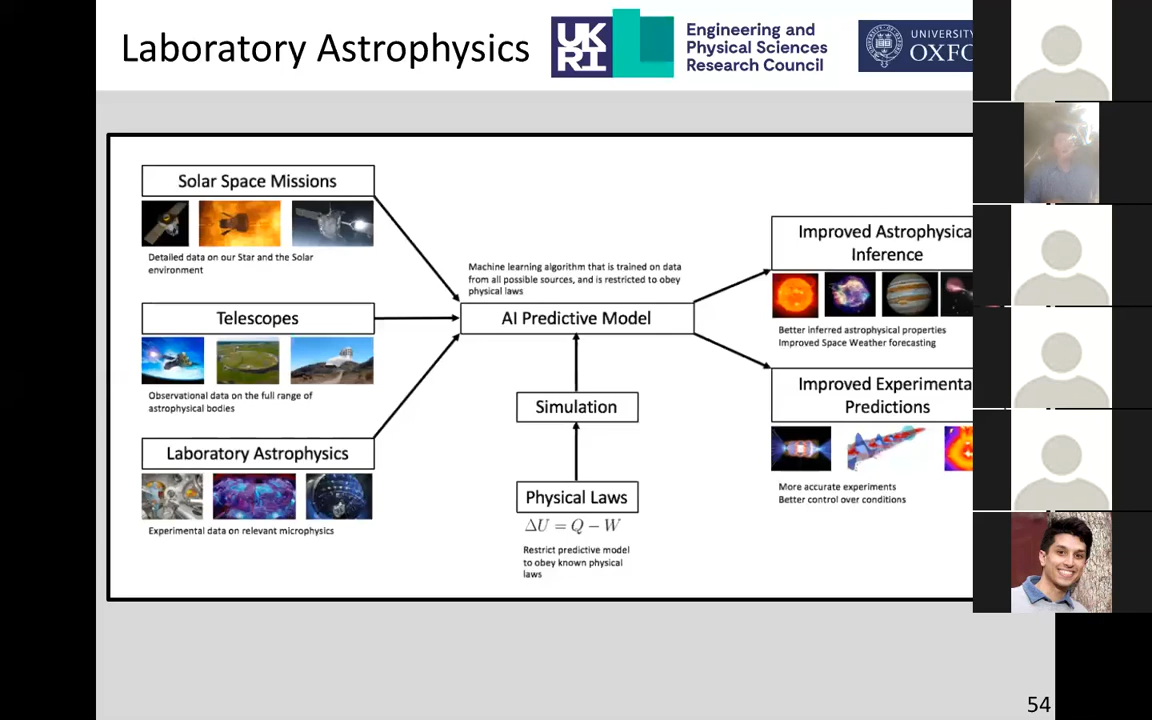 Laboratory Astrophysics
UK
RI
Engineering and
Physical Sciences
Research Council
UNIVERSITY
Solar Space Missions
Detailed data on our Star and the Solar
environment
Telescopes
Observational data on the full range of
astrophysical bodies
Laboratory Astrophysics
Experimental data on relevant microphysics
Machine learning algorithm that is trained on data
from all possible sources, and is restricted to obey
physical laws
AI Predictive Model
Simulation
Physical Laws
ΔU = Q − W
Restrict predictive model
to obey known physical
laws
Improved Astrophysica
Inference
Better inferred astrophysical properties
Improved Space Weather forecasting
Improved Experimenta
Predictions
More accurate experiments
Better control over conditions
54